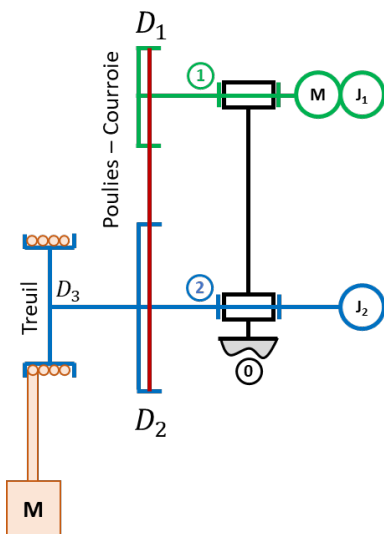 D₁
1
M
J₁
Poulies – Courroie
Treuil
D₃
2
J₂
0
D₂
M